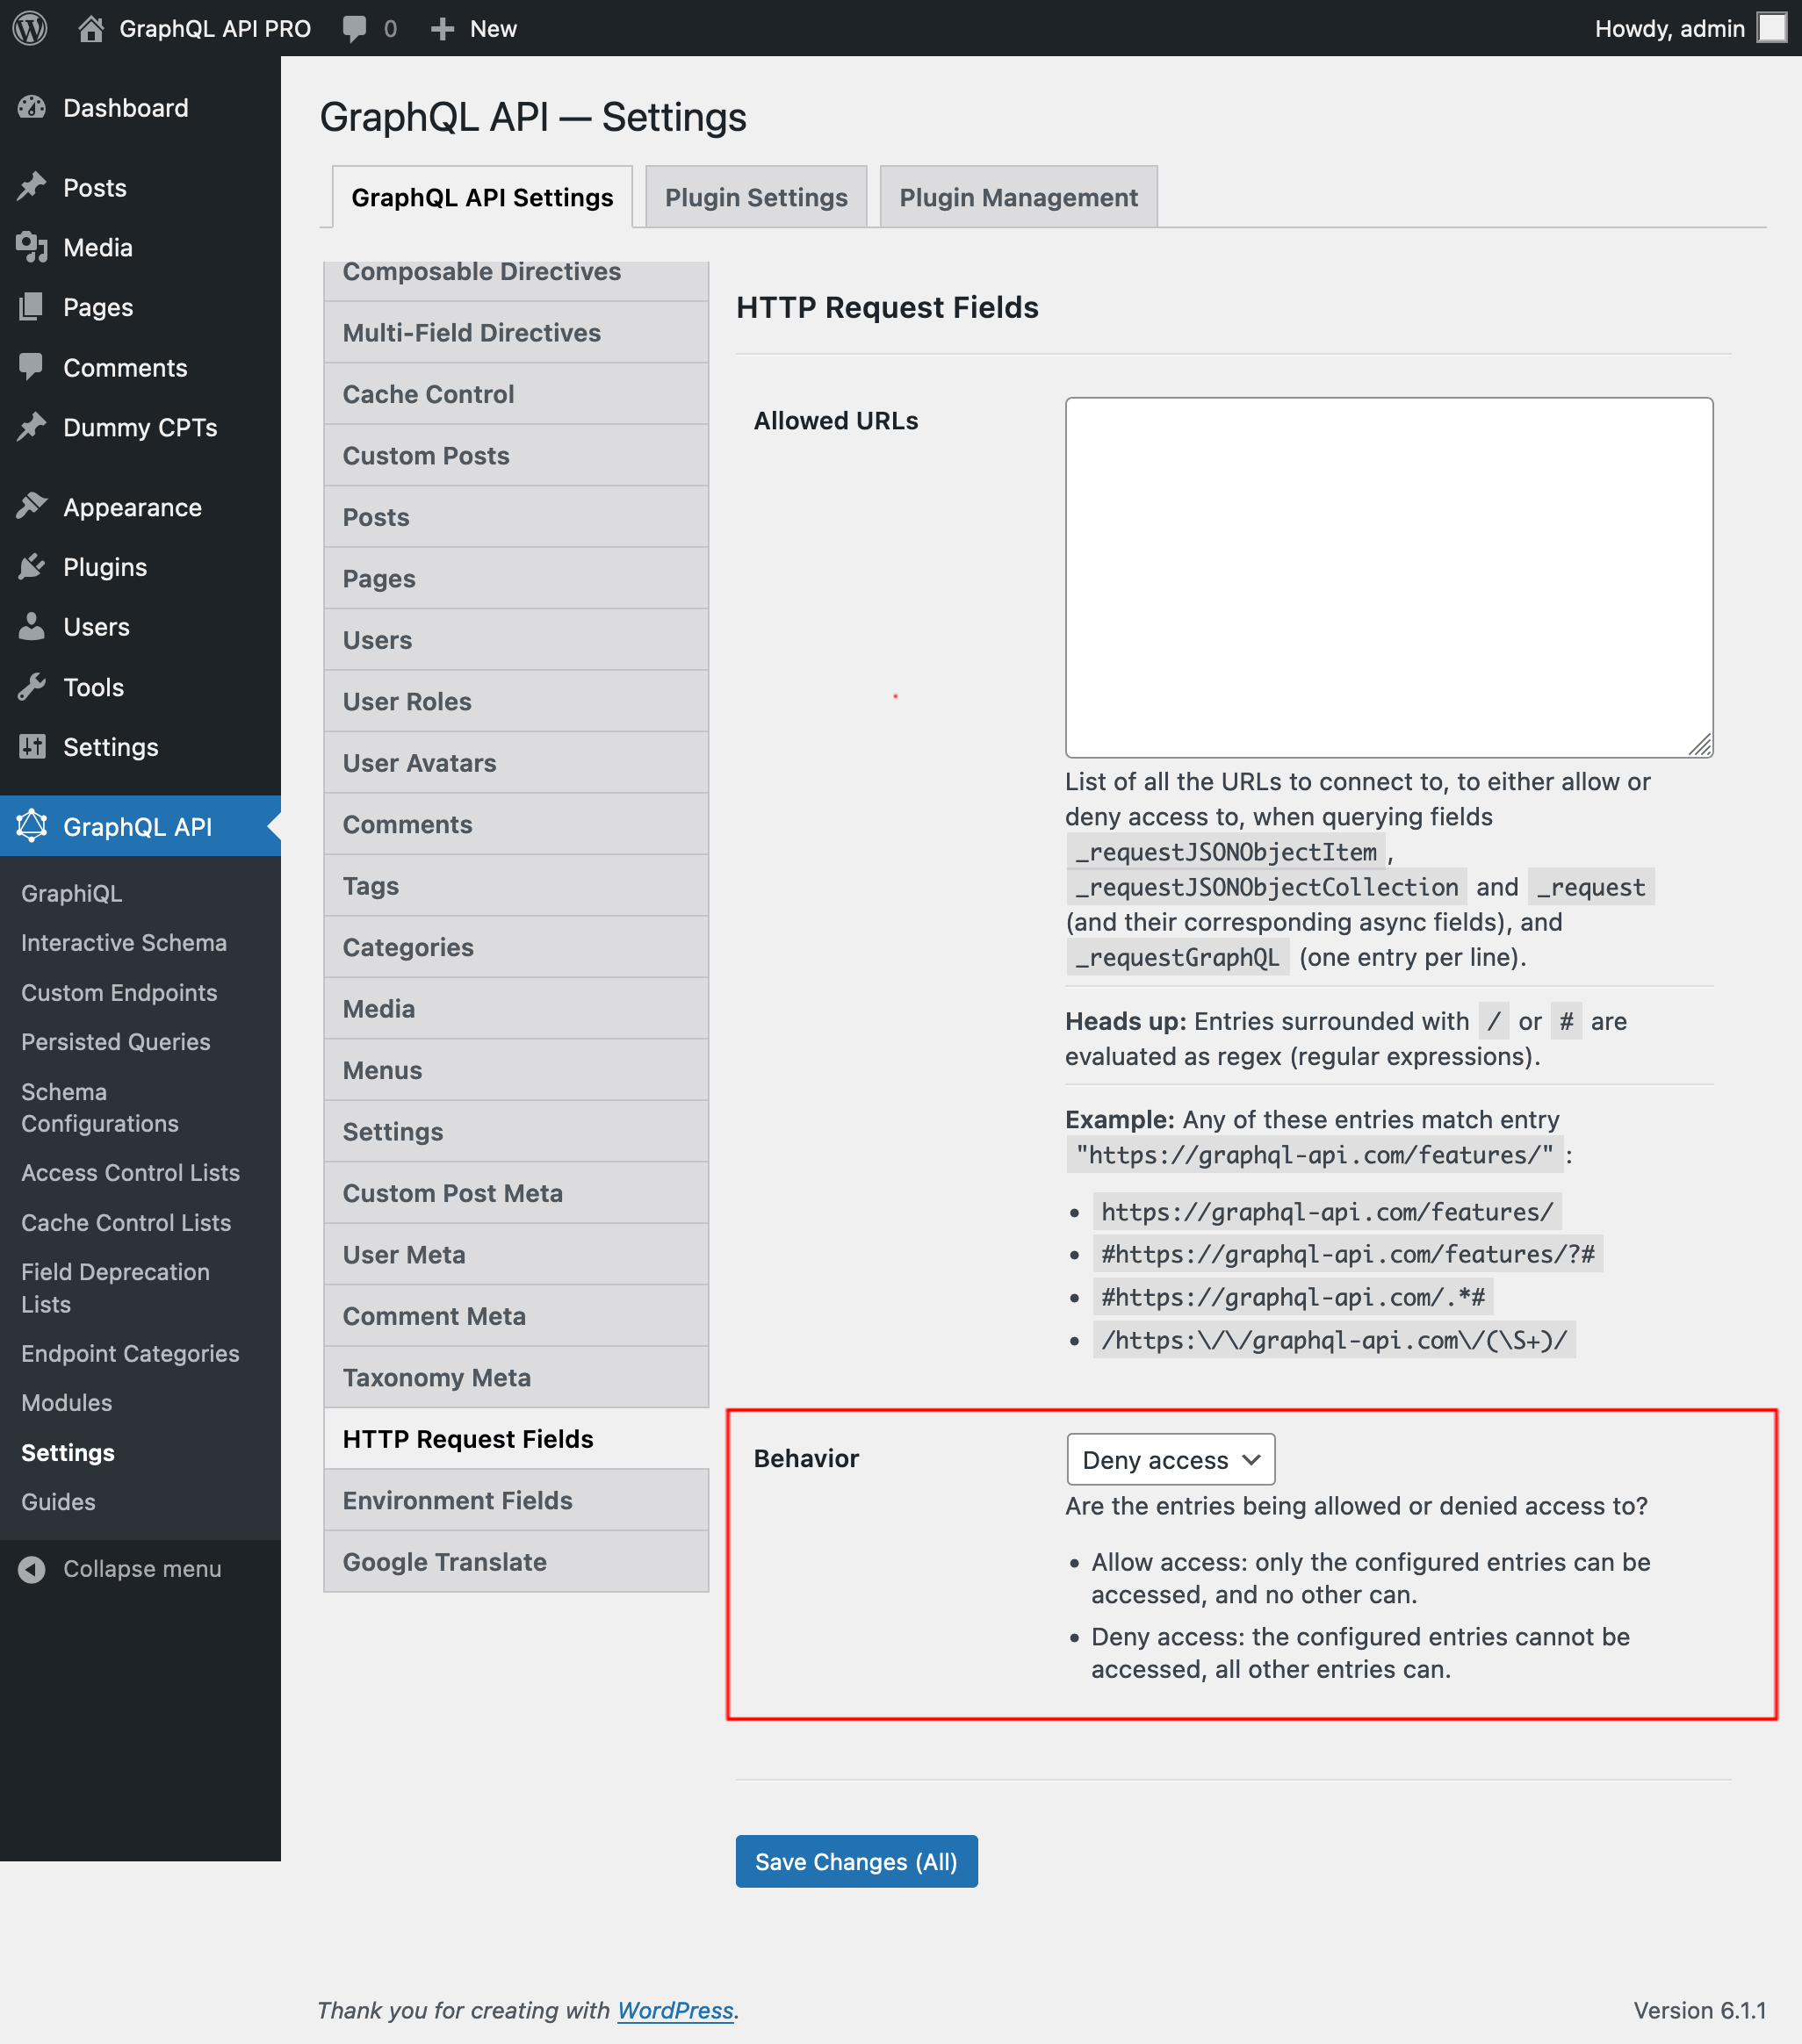 GraphQL API PRO
0
New
Howdy, admin
Dashboard
Posts
Media
Pages
Comments
Dummy CPTs
Appearance
Plugins
Users
Tools
Settings
GraphQL API
GraphiQL
Interactive Schema
Custom Endpoints
Persisted Queries
Schema
Configurations
Access Control Lists
Cache Control Lists
Field Deprecation
Lists
Endpoint Categories
Modules
Settings
Guides
Collapse menu
GraphQL API — Settings
GraphQL API Settings
Plugin Settings
Plugin Management
Composable Directives
Multi-Field Directives
Cache Control
Custom Posts
Posts
Pages
Users
User Roles
User Avatars
Comments
Tags
Categories
Media
Menus
Settings
Custom Post Meta
User Meta
Comment Meta
Taxonomy Meta
HTTP Request Fields
Environment Fields
Google Translate
HTTP Request Fields
Allowed URLs
List of all the URLs to connect to, to either allow or
deny access to, when querying fields
_requestJSONObjectItem ,
_requestJSONObjectCollection and _request
(and their corresponding async fields), and
_requestGraphQL (one entry per line).
Heads up: Entries surrounded with / or # are
evaluated as regex (regular expressions).
Example: Any of these entries match entry
"https://graphql-api.com/features/" :
• https://graphql-api.com/features/
• #https://graphql-api.com/features/?#
• #https://graphql-api.com/.*#
• /https:\/\/graphql-api.com\/(\S+)/
Behavior
Deny access
Are the entries being allowed or denied access to?
• Allow access: only the configured entries can be
accessed, and no other can.
• Deny access: the configured entries cannot be
accessed, all other entries can.
Save Changes (All)
Thank you for creating with WordPress.
Version 6.1.1